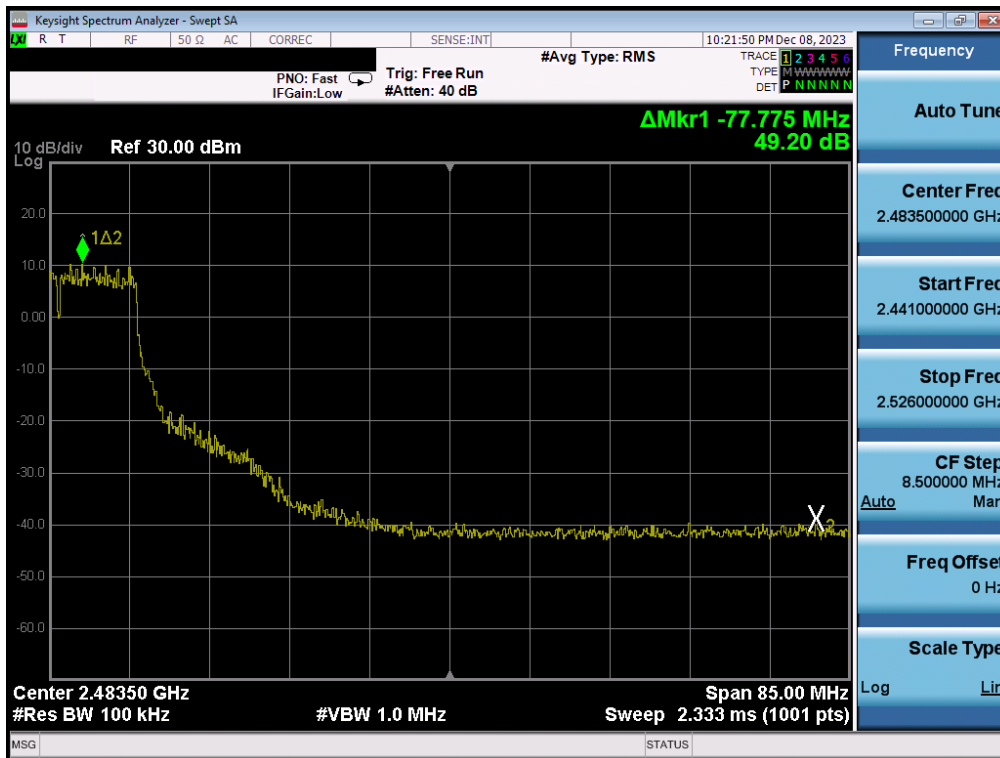 Keysight Spectrum Analyzer - Swept SA
LXI R T RF 50 Ω AC CORREC SENSE:INT 10:21:50 PM Dec 08, 2023
PNO: Fast
IFGain:Low
Trig: Free Run
#Atten: 40 dB
#Avg Type: RMS
TRACE 1 2 3 4 5 6
TYPE M WWWWW
DET P N N N N N
ΔMkr1 -77.775 MHz
49.20 dB
10 dB/div
Log
Ref 30.00 dBm
20.0
10.0
0.00
-10.0
-20.0
-30.0
-40.0
-50.0
-60.0
1Δ2
X2
Center 2.48350 GHz
#Res BW 100 kHz
#VBW 1.0 MHz
Span 85.00 MHz
Sweep 2.333 ms (1001 pts)
MSG
STATUS
Frequency
Auto Tune
Center Freq
2.483500000 GHz
Start Freq
2.441000000 GHz
Stop Freq
2.526000000 GHz
CF Step
8.500000 MHz
Auto Man
Freq Offset
0 Hz
Scale Type
Log Lin